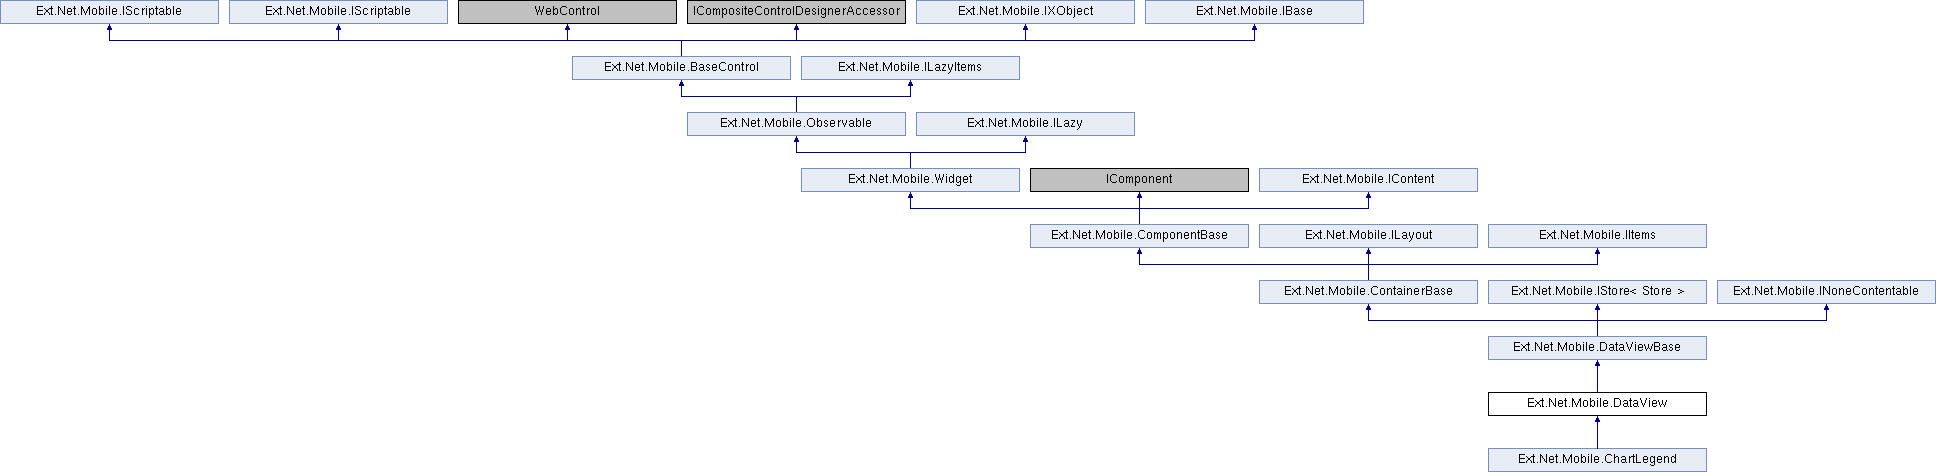 Ext.Net.Mobile.IScriptable
Ext.Net.Mobile.IScriptable
WebControl
ICompositeControlDesignerAccessor
Ext.Net.Mobile.IXObject
Ext.Net.Mobile.IBase
Ext.Net.Mobile.BaseControl
Ext.Net.Mobile.ILazyItems
Ext.Net.Mobile.Observable
Ext.Net.Mobile.ILazy
Ext.Net.Mobile.Widget
IComponent
Ext.Net.Mobile.IContent
Ext.Net.Mobile.ComponentBase
Ext.Net.Mobile.ILayout
Ext.Net.Mobile.IItems
Ext.Net.Mobile.ContainerBase
Ext.Net.Mobile.IStore< Store >
Ext.Net.Mobile.INoneContentable
Ext.Net.Mobile.DataViewBase
Ext.Net.Mobile.DataView
Ext.Net.Mobile.ChartLegend